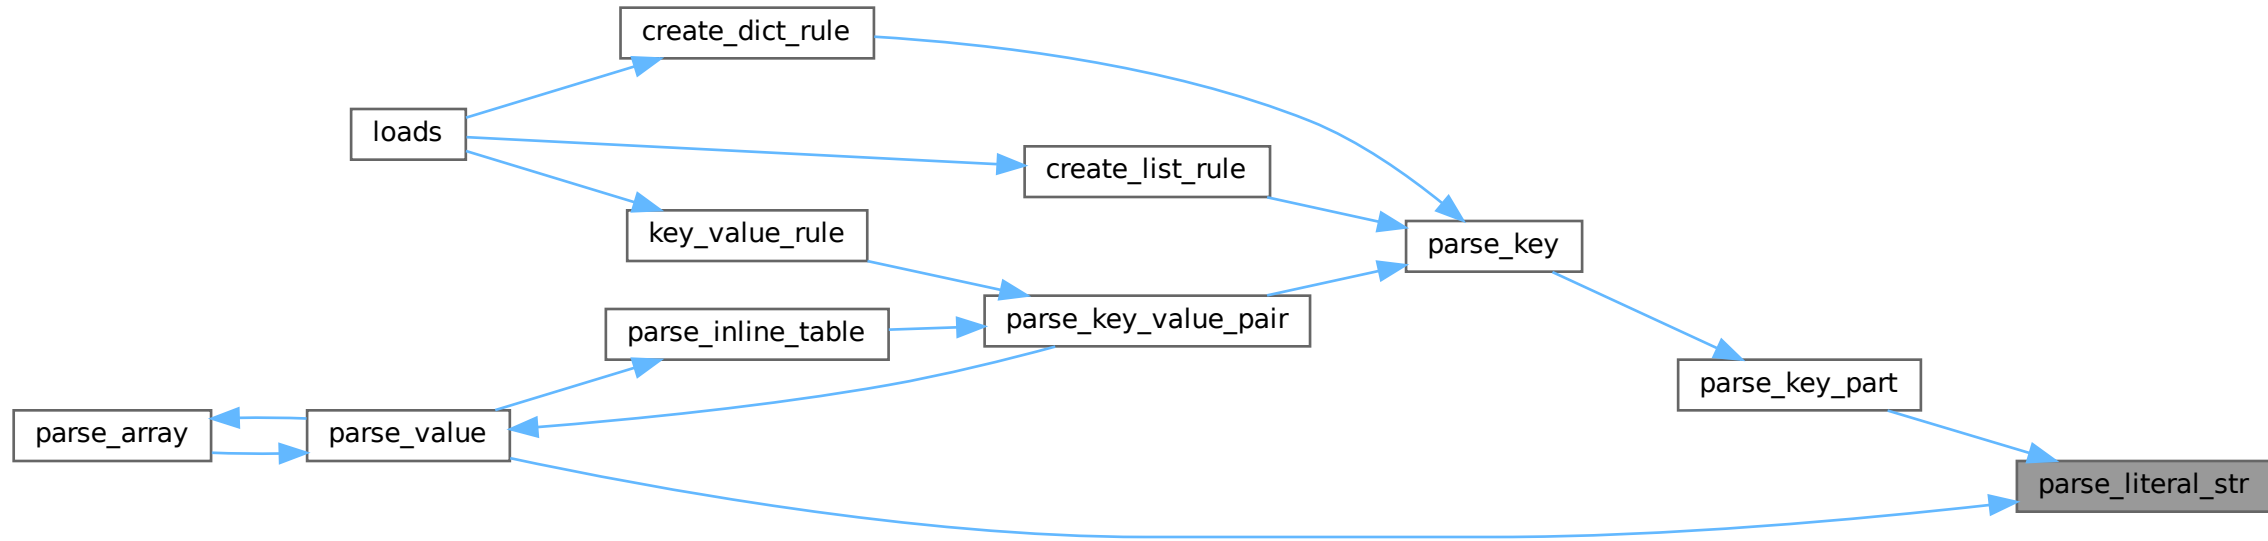 create_dict_rule
loads
create_list_rule
key_value_rule
parse_key
parse_key_value_pair
parse_inline_table
parse_key_part
parse_array
parse_value
parse_literal_str